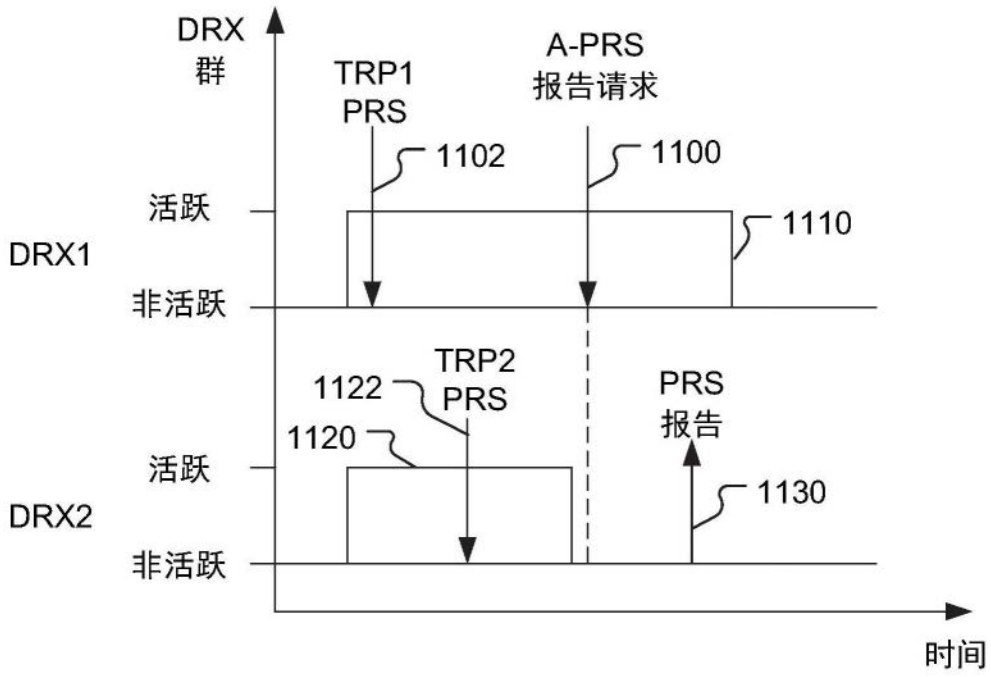 DRX
群
TRP1
PRS
A-PRS
报告请求
1102
1100
活跃
1110
DRX1
非活跃
TRP2
PRS
1122
1120
PRS
报告
活跃
1130
DRX2
非活跃
时间